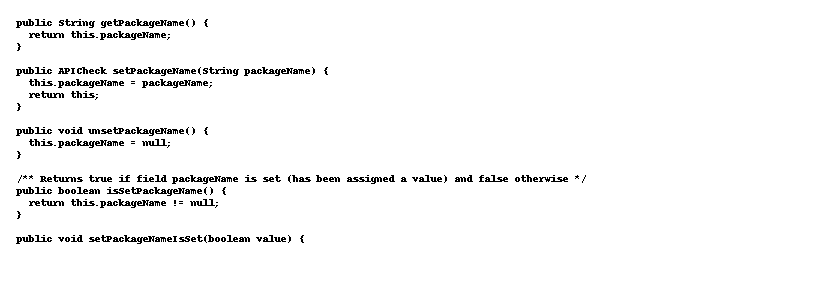 public String getPackageName() {
  return this.packageName;
}

public APICheck setPackageName(String packageName) {
  this.packageName = packageName;
  return this;
}

public void unsetPackageName() {
  this.packageName = null;
}

/** Returns true if field packageName is set (has been assigned a value) and false otherwise */
public boolean isSetPackageName() {
  return this.packageName != null;
}

public void setPackageNameIsSet(boolean value) {